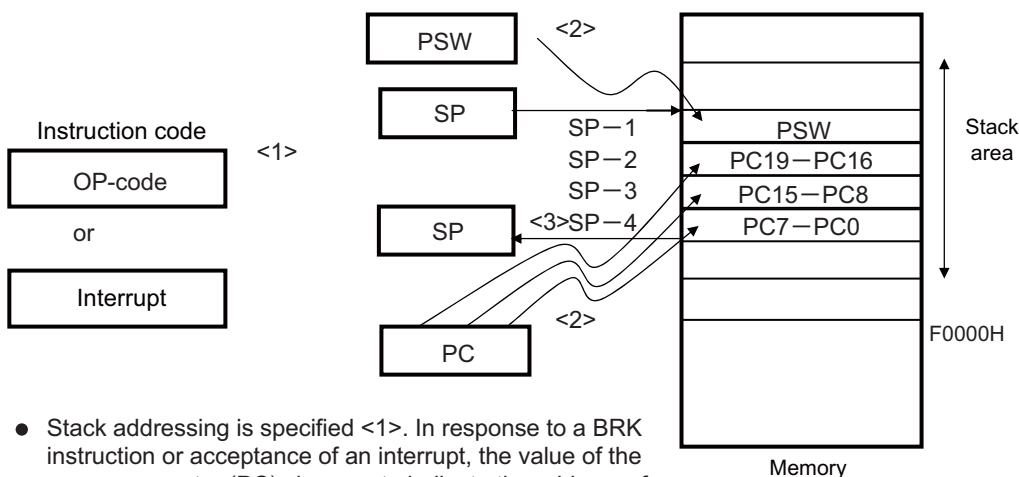 PSW
<2>
SP
Instruction code
<1>
OP-code
or
Interrupt
SP－1
SP－2
SP－3
<3>SP－4
SP
<2>
PC
PSW
PC19－PC16
PC15－PC8
PC7－PC0
Stack
area
F0000H
Memory
● Stack addressing is specified <1>. In response to a BRK
instruction or acceptance of an interrupt, the value of the